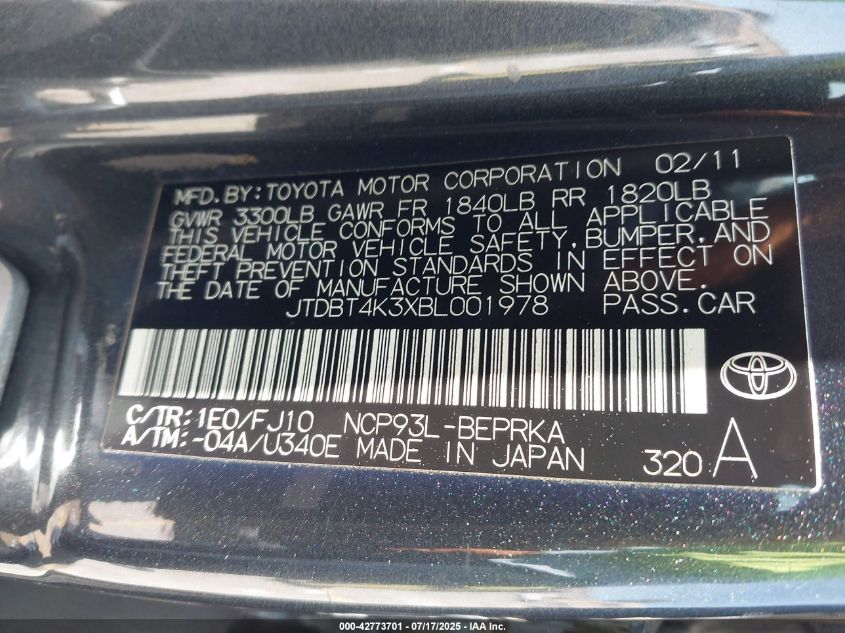 MFD. BY: TOYOTA MOTOR CORPORATION 02/11
GVWR 3300LB GAWR FR 1840LB RR 1820LB
THIS VEHICLE CONFORMS TO ALL APPLICABLE
FEDERAL MOTOR VEHICLE SAFETY, BUMPER, AND
THEFT PREVENTION STANDARDS IN EFFECT ON
THE DATE OF MANUFACTURE SHOWN ABOVE.
JTDBT4K3XBL001978 PASS. CAR
C/TR: 1E0/FJ10 NCP93L-BEPRKA
A/TM: -04A/U340E MADE IN JAPAN 320 A
000-42773701 - 07/17/2025 - IAA Inc.